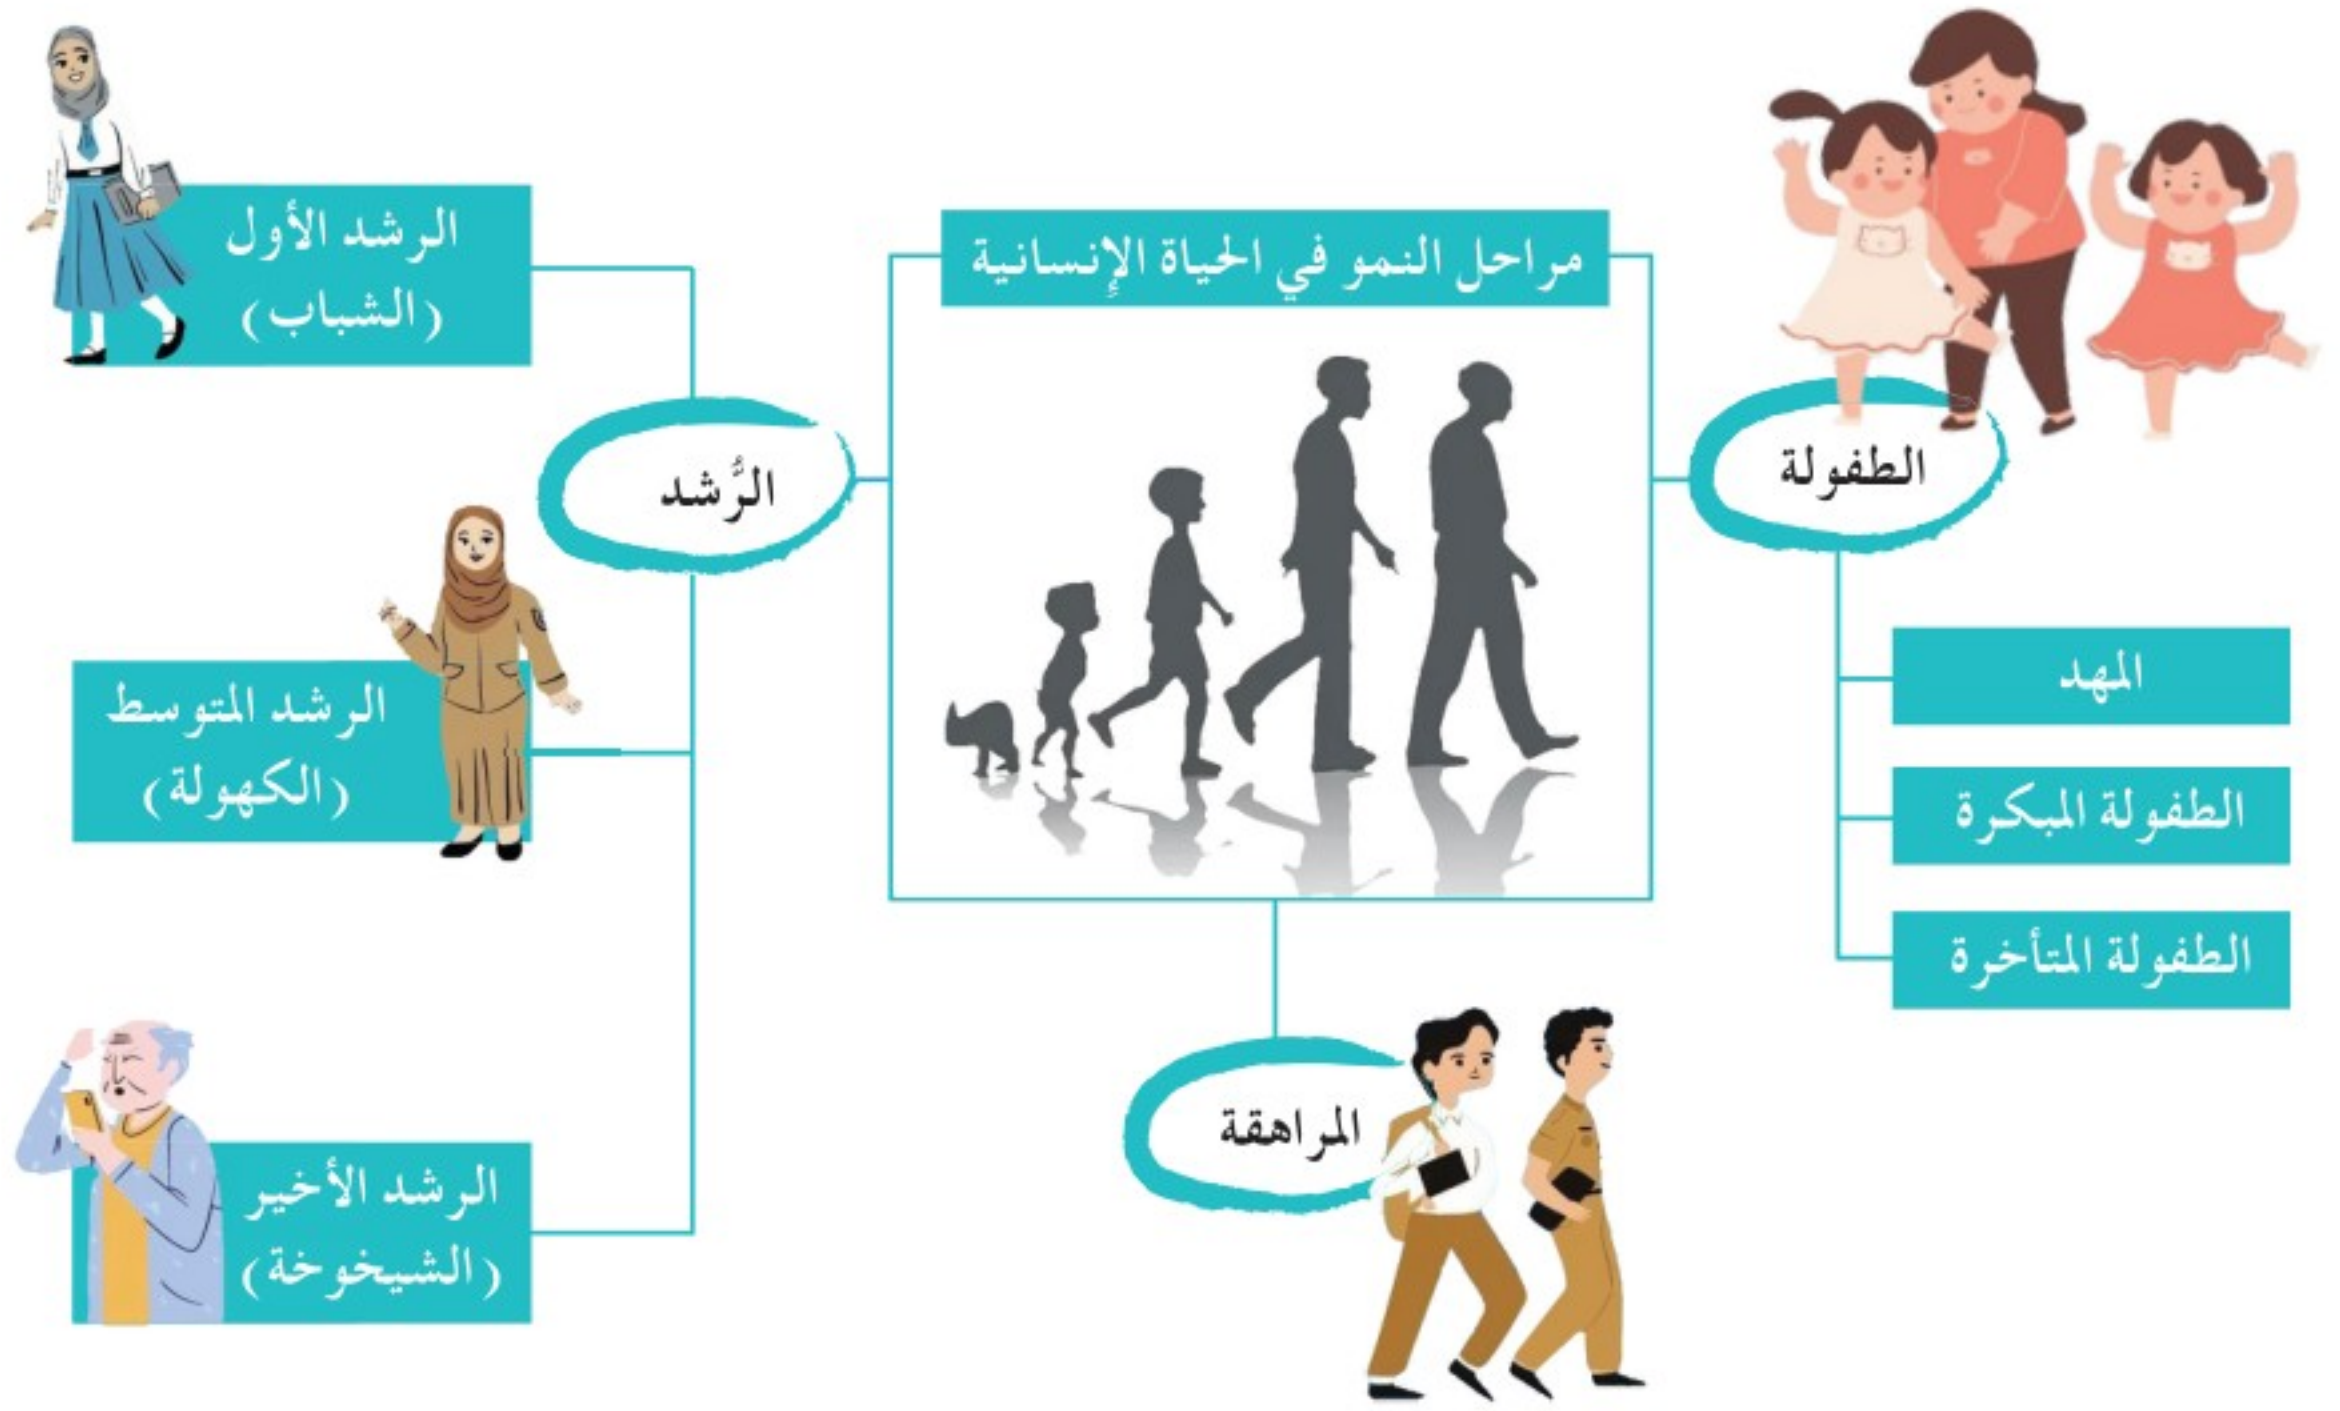 مراحل النمو في الحياة الإنسانية
الطفولة
المهد
الطفولة المبكرة
الطفولة المتأخرة
المراهقة
الرُّشد
الرشد الأول
(الشباب)
الرشد المتوسط
(الكهولة)
الرشد الأخير
(الشيخوخة)